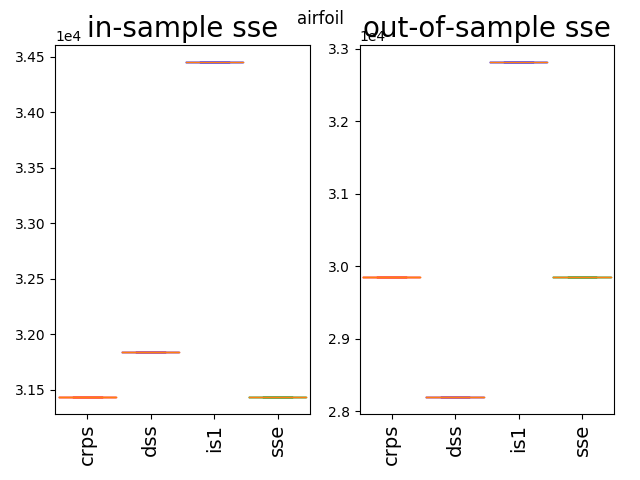 airfoil
in-sample sse
1e4
3.45
3.40
3.35
3.30
3.25
3.20
3.15
crps
dss
is1
sse
out-of-sample sse
1e4
3.3
3.2
3.1
3.0
2.9
2.8
crps
dss
is1
sse